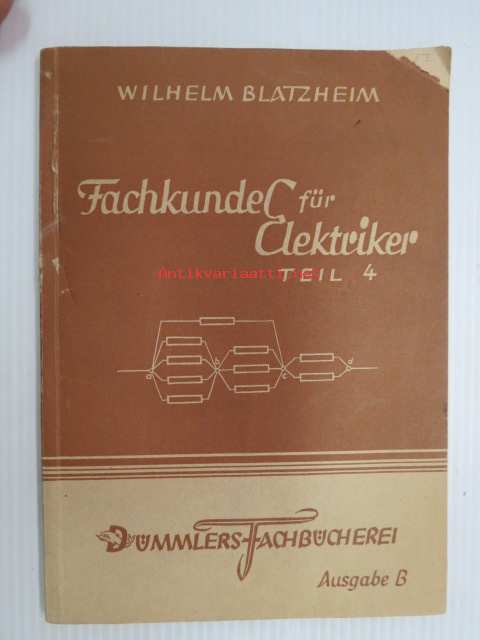 WILHELM BLATZHEIM
Fachkunde für
Elektriker
TEIL 4
Antikvariaatti.net
a
b
c
d
DÜMMLERS FACHBÜCHEREI
Ausgabe B